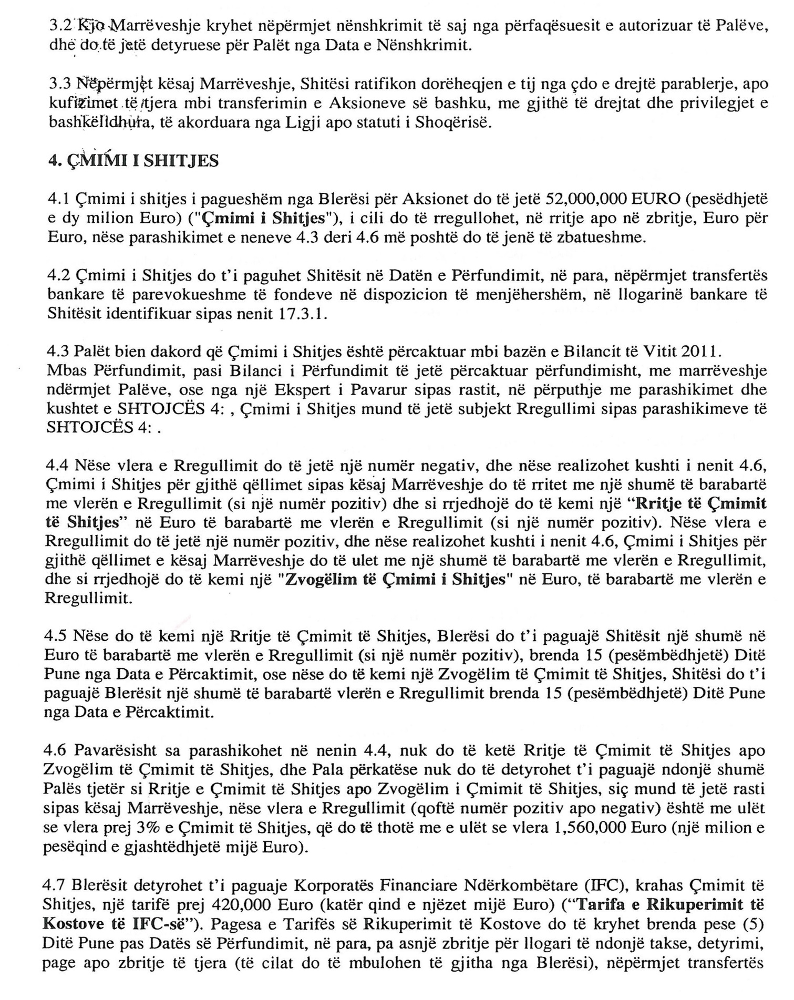 3.2 Kjo Marrëveshje kryhet nëpërmjet nënshkrimit të saj nga përfaqësuesit e autorizuar të Palëve,
dhe do të jetë detyruese për Palët nga Data e Nënshkrimit.
3.3 Nëpërmjet kësaj Marrëveshje, Shitësi ratifikon dorëheqjen e tij nga çdo e drejtë parablerje, apo
kufizimet të tjera mbi transferimin e Aksioneve së bashku, me gjithë të drejtat dhe privilegjet e
bashkëlidhura, të akorduara nga Ligji apo statuti i Shoqërisë.
4. ÇMIMI I SHITJES
4.1 Çmimi i shitjes i pagueshëm nga Blerësi për Aksionet do të jetë 52,000,000 EURO (pesëdhjetë
e dy milion Euro) ("Çmimi i Shitjes"), i cili do të rregullohet, në rritje apo në zbritje, Euro për
Euro, nëse parashikimet e neneve 4.3 deri 4.6 më poshtë do të jenë të zbatueshme.
4.2 Çmimi i Shitjes do t’i paguhet Shitësit në Datën e Përfundimit, në para, nëpërmjet transfertës
bankare të parevokueshme të fondeve në dispozicion të menjëhershëm, në llogarinë bankare të
Shitësit identifikuar sipas nenit 17.3.1.
4.3 Palët bien dakord që Çmimi i Shitjes është përcaktuar mbi bazën e Bilancit të Vitit 2011.
Mbas Përfundimit, pasi Bilanci i Përfundimit të jetë përcaktuar përfundimisht, me marrëveshje
ndërmjet Palëve, ose nga një Ekspert i Pavarur sipas rastit, në përputhje me parashikimet dhe
kushtet e SHTOJCËS 4: , Çmimi i Shitjes mund të jetë subjekt Rregullimi sipas parashikimeve të
SHTOJCËS 4: .
4.4 Nëse vlera e Rregullimit do të jetë një numër negativ, dhe nëse realizohet kushti i nenit 4.6,
Çmimi i Shitjes për gjithë qëllimet sipas kësaj Marrëveshje do të rritet me një shumë të barabartë
me vlerën e Rregullimit (si një numër pozitiv) dhe si rrjedhojë do të kemi një “Rritje të Çmimit
të Shitjes” në Euro të barabartë me vlerën e Rregullimit (si një numër pozitiv). Nëse vlera e
Rregullimit do të jetë një numër pozitiv, dhe nëse realizohet kushti i nenit 4.6, Çmimi i Shitjes për
gjithë qëllimet e kësaj Marrëveshje do të ulet me një shumë të barabartë me vlerën e Rregullimit,
dhe si rrjedhojë do të kemi një "Zvogëlim të Çmimi i Shitjes" në Euro, të barabartë me vlerën e
Rregullimit.
4.5 Nëse do të kemi një Rritje të Çmimit të Shitjes, Blerësi do t’i paguajë Shitësit një shumë në
Euro të barabartë me vlerën e Rregullimit (si një numër pozitiv), brenda 15 (pesëmbëdhjetë) Ditë
Pune nga Data e Përcaktimit, ose nëse do të kemi një Zvogëlim të Çmimit të Shitjes, Shitësi do t’i
paguajë Blerësit një shumë të barabartë vlerën e Rregullimit brenda 15 (pesëmbëdhjetë) Ditë Pune
nga Data e Përcaktimit.
4.6 Pavarësisht sa parashikohet në nenin 4.4, nuk do të ketë Rritje të Çmimit të Shitjes apo
Zvogëlim të Çmimit të Shitjes, dhe Pala përkatëse nuk do të detyrohet t’i paguajë ndonjë shumë
Palës tjetër si Rritje e Çmimit të Shitjes apo Zvogëlim i Çmimit të Shitjes, siç mund të jetë rasti
sipas kësaj Marrëveshje, nëse vlera e Rregullimit (qoftë numër pozitiv apo negativ) është me ulët
se vlera prej 3% e Çmimit të Shitjes, që do të thotë me e ulët se vlera 1,560,000 Euro (një milion e
pesëqind e gjashtëdhjetë mijë Euro).
4.7 Blerësit detyrohet t’i paguaje Korporatës Financiare Ndërkombëtare (IFC), krahas Çmimit të
Shitjes, një tarifë prej 420,000 Euro (katër qind e njëzet mijë Euro) (“Tarifa e Rikuperimit të
Kostove të IFC-së”). Pagesa e Tarifës së Rikuperimit të Kostove do të kryhet brenda pese (5)
Ditë Pune pas Datës së Përfundimit, në para, pa asnjë zbritje për llogari të ndonjë takse, detyrimi,
page apo zbritje të tjera (të cilat do të mbulohen të gjitha nga Blerësi), nëpërmjet transfertës